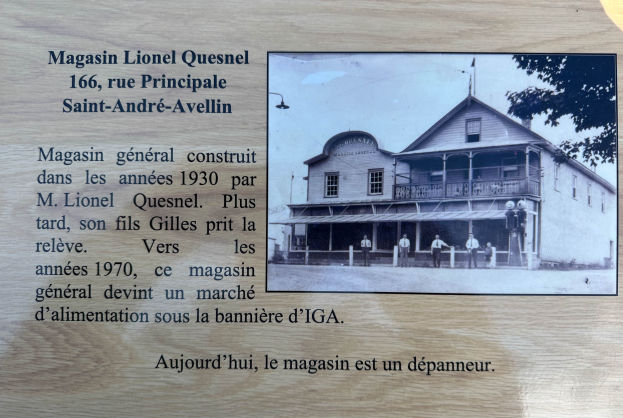 Magasin Lionel Quesnel
166, rue Principale
Saint-André-Avellin
Magasin général construit
dans les années 1930 par
M. Lionel Quesnel. Plus
tard, son fils Gilles prit la
relève. Vers les
années 1970, ce magasin
général devint un marché
d'alimentation sous la bannière d'IGA.
Aujourd'hui, le magasin est un dépanneur.